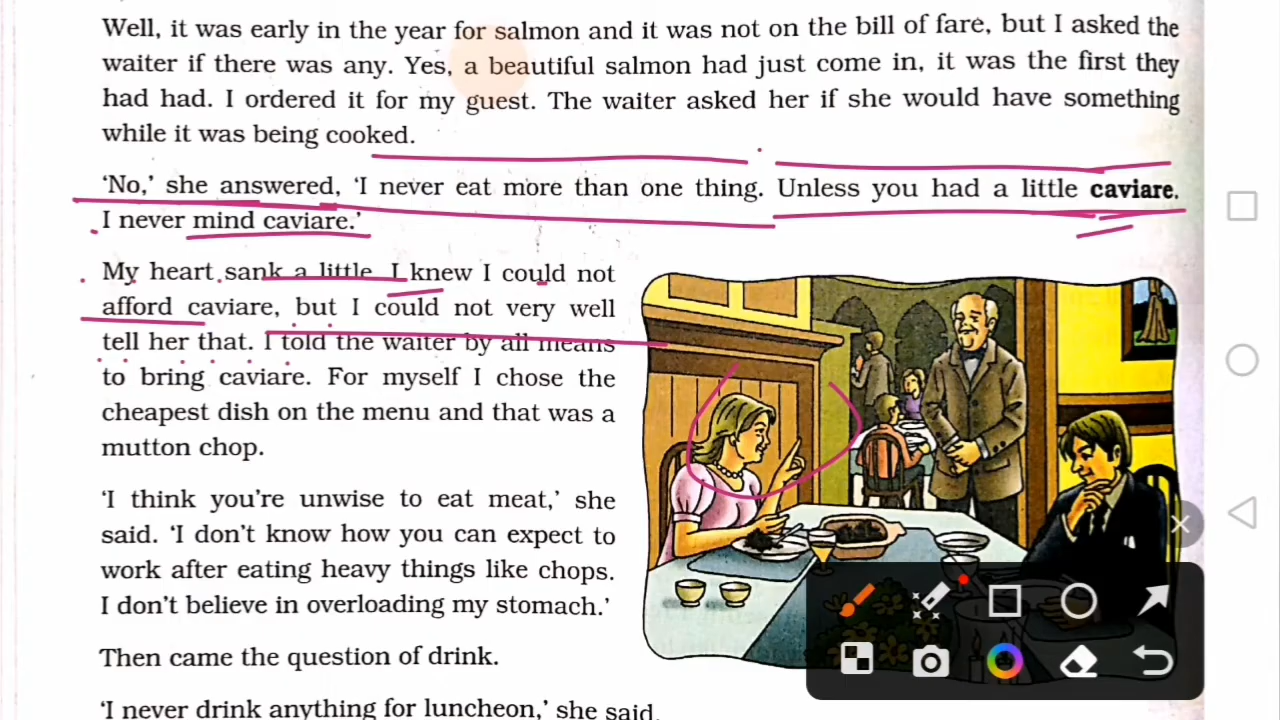 Well, it was early in the year for salmon and it was not on the bill of fare, but I asked the
waiter if there was any. Yes, a beautiful salmon had just come in, it was the first they
had had. I ordered it for my guest. The waiter asked her if she would have something
while it was being cooked.
‘No,’ she answered, ‘I never eat more than one thing. Unless you had a little caviare.
I never mind caviare.’
My heart sank a little. I knew I could not
afford caviare, but I could not very well
tell her that. I told the waiter by all means
to bring caviare. For myself I chose the
cheapest dish on the menu and that was a
mutton chop.
‘I think you’re unwise to eat meat,’ she
said. ‘I don’t know how you can expect to
work after eating heavy things like chops.
I don’t believe in overloading my stomach.’
Then came the question of drink.
‘I never drink anything for luncheon,’ she said.